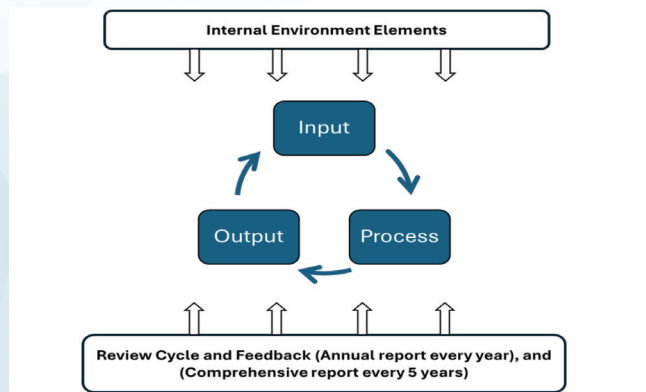 Internal Environment Elements
Input
Output
Process
Review Cycle and Feedback (Annual report every year), and
(Comprehensive report every 5 years)